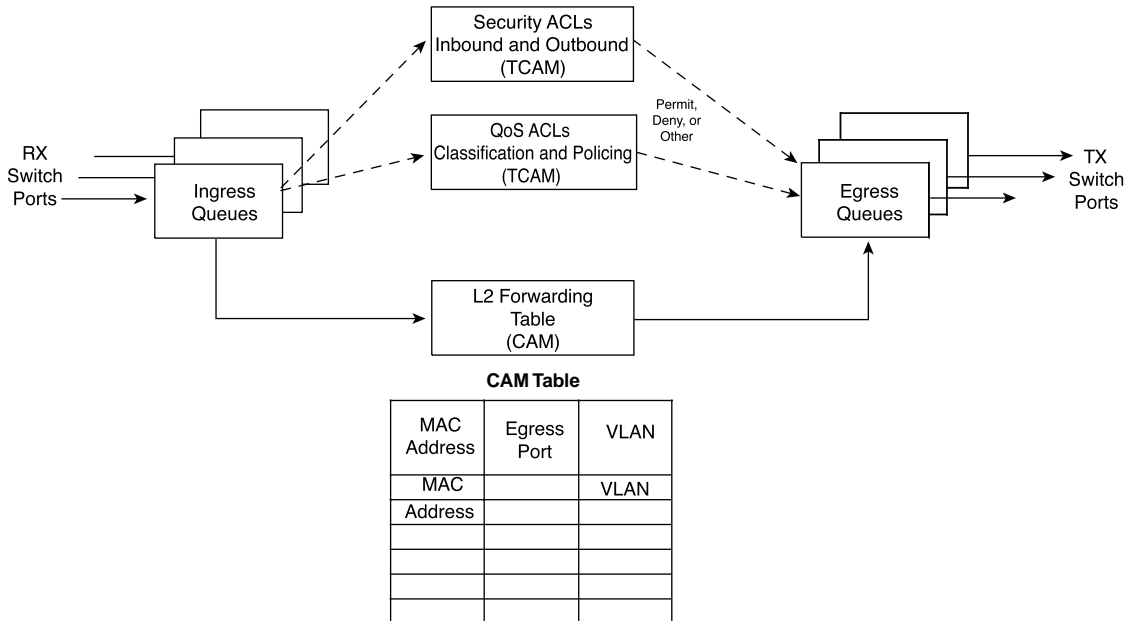 Security ACLs
Inbound and Outbound
(TCAM)
Permit,
Deny, or
Other
QoS ACLs
Classification and Policing
(TCAM)
RX
Switch
Ports
Ingress
Queues
Egress
Queues
TX
Switch
Ports
L2 Forwarding
Table
(CAM)
CAM Table
MAC
Address
Egress
Port
VLAN
MAC
VLAN
Address